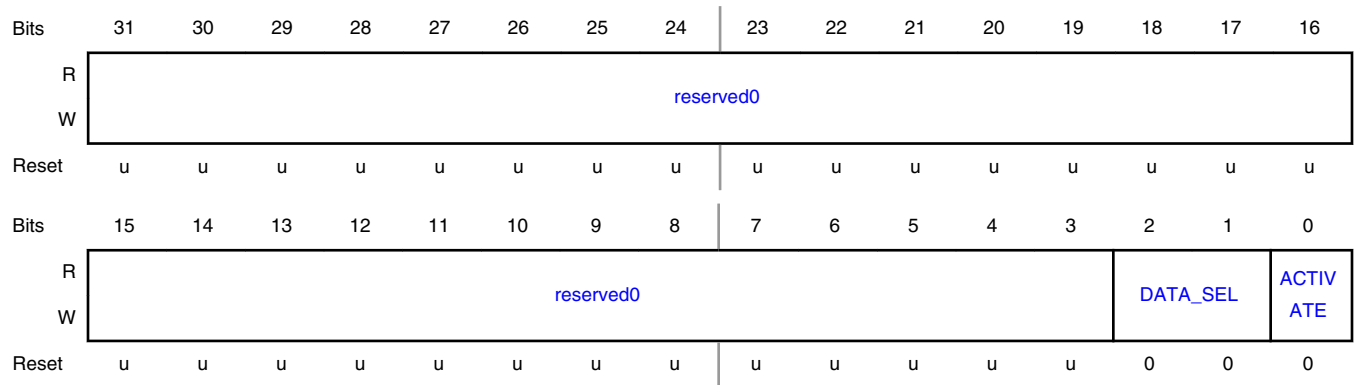 Bits 31 30 29 28 27 26 25 24 23 22 21 20 19 18 17 16
R
reserved0
W
Reset u u u u u u u u u u u u u u u u
Bits 15 14 13 12 11 10 9 8 7 6 5 4 3 2 1 0
R
reserved0 DATA_SEL ACTIV
ATE
W
Reset u u u u u u u u u u u u u 0 0 0